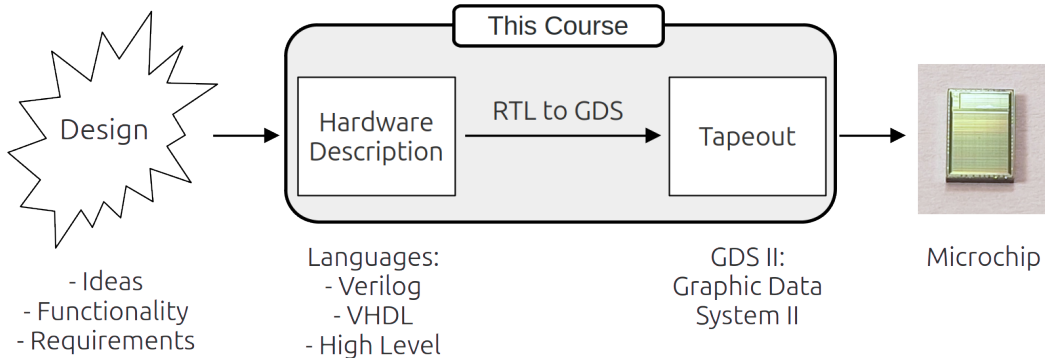 This Course
Design
Hardware
Description
RTL to GDS
Tapeout
- Ideas
- Functionality
- Requirements
Languages:
- Verilog
- VHDL
- High Level
GDS II:
Graphic Data
System II
Microchip